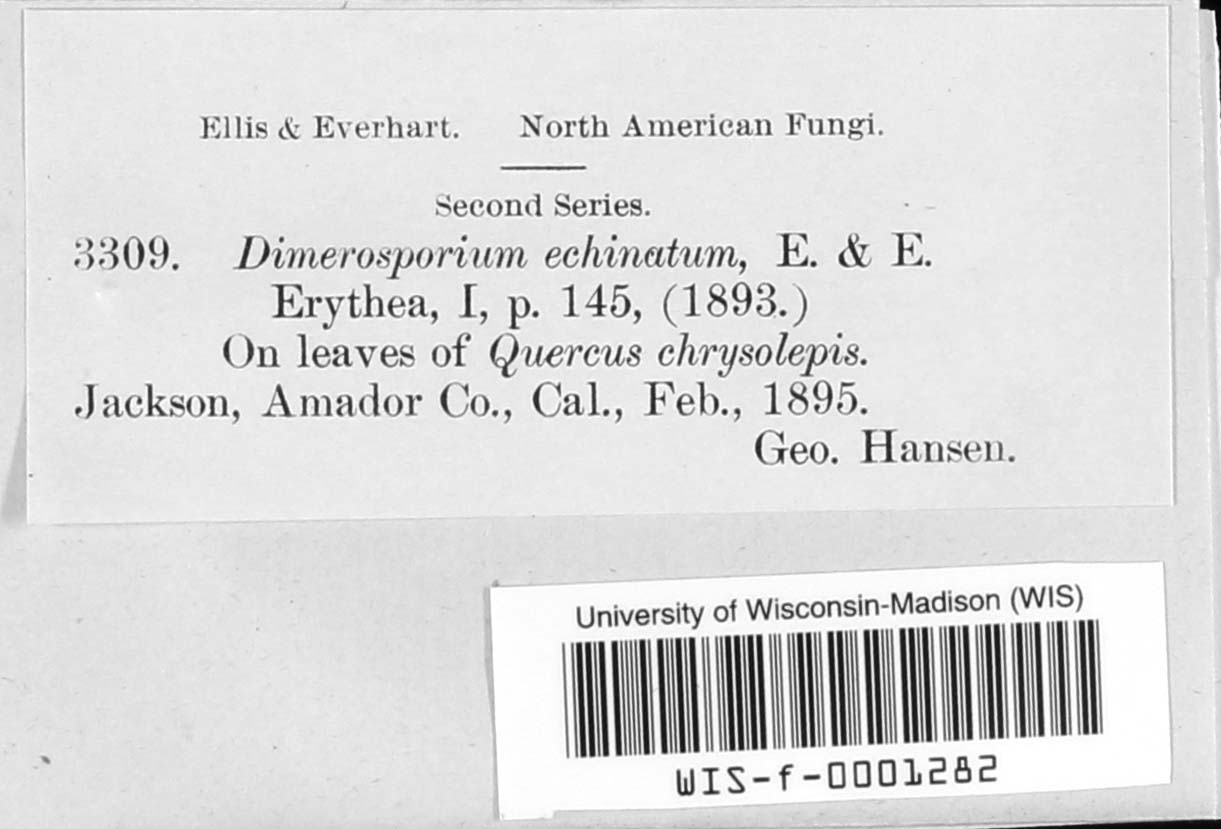 Ellis & Everhart. North American Fungi.
Second Series.
3309. Dimerosporium echinatum, E. & E.
Erythea, I, p. 145, (1893.)
On leaves of Quercus chrysolepis.
Jackson, Amador Co., Cal., Feb., 1895.
Geo. Hansen.
University of Wisconsin-Madison (WIS)
WIS-f-0001282